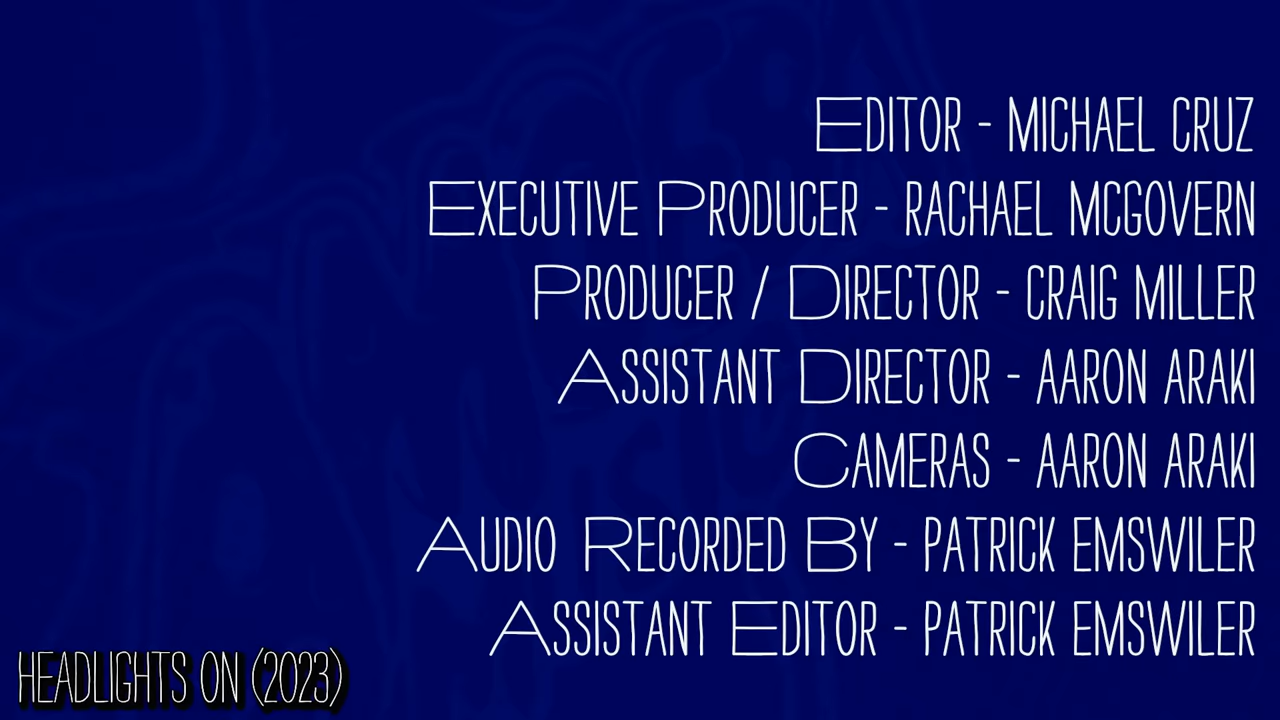 Editor - MICHAEL CRUZ
Executive Producer - RACHAEL MCGOVERN
Producer / Director - CRAIG MILLER
Assistant Director - AARON ARAKI
Cameras - AARON ARAKI
Audio Recorded By - PATRICK EMSWILER
Assistant Editor - PATRICK EMSWILER
HEADLIGHTS ON (2023)